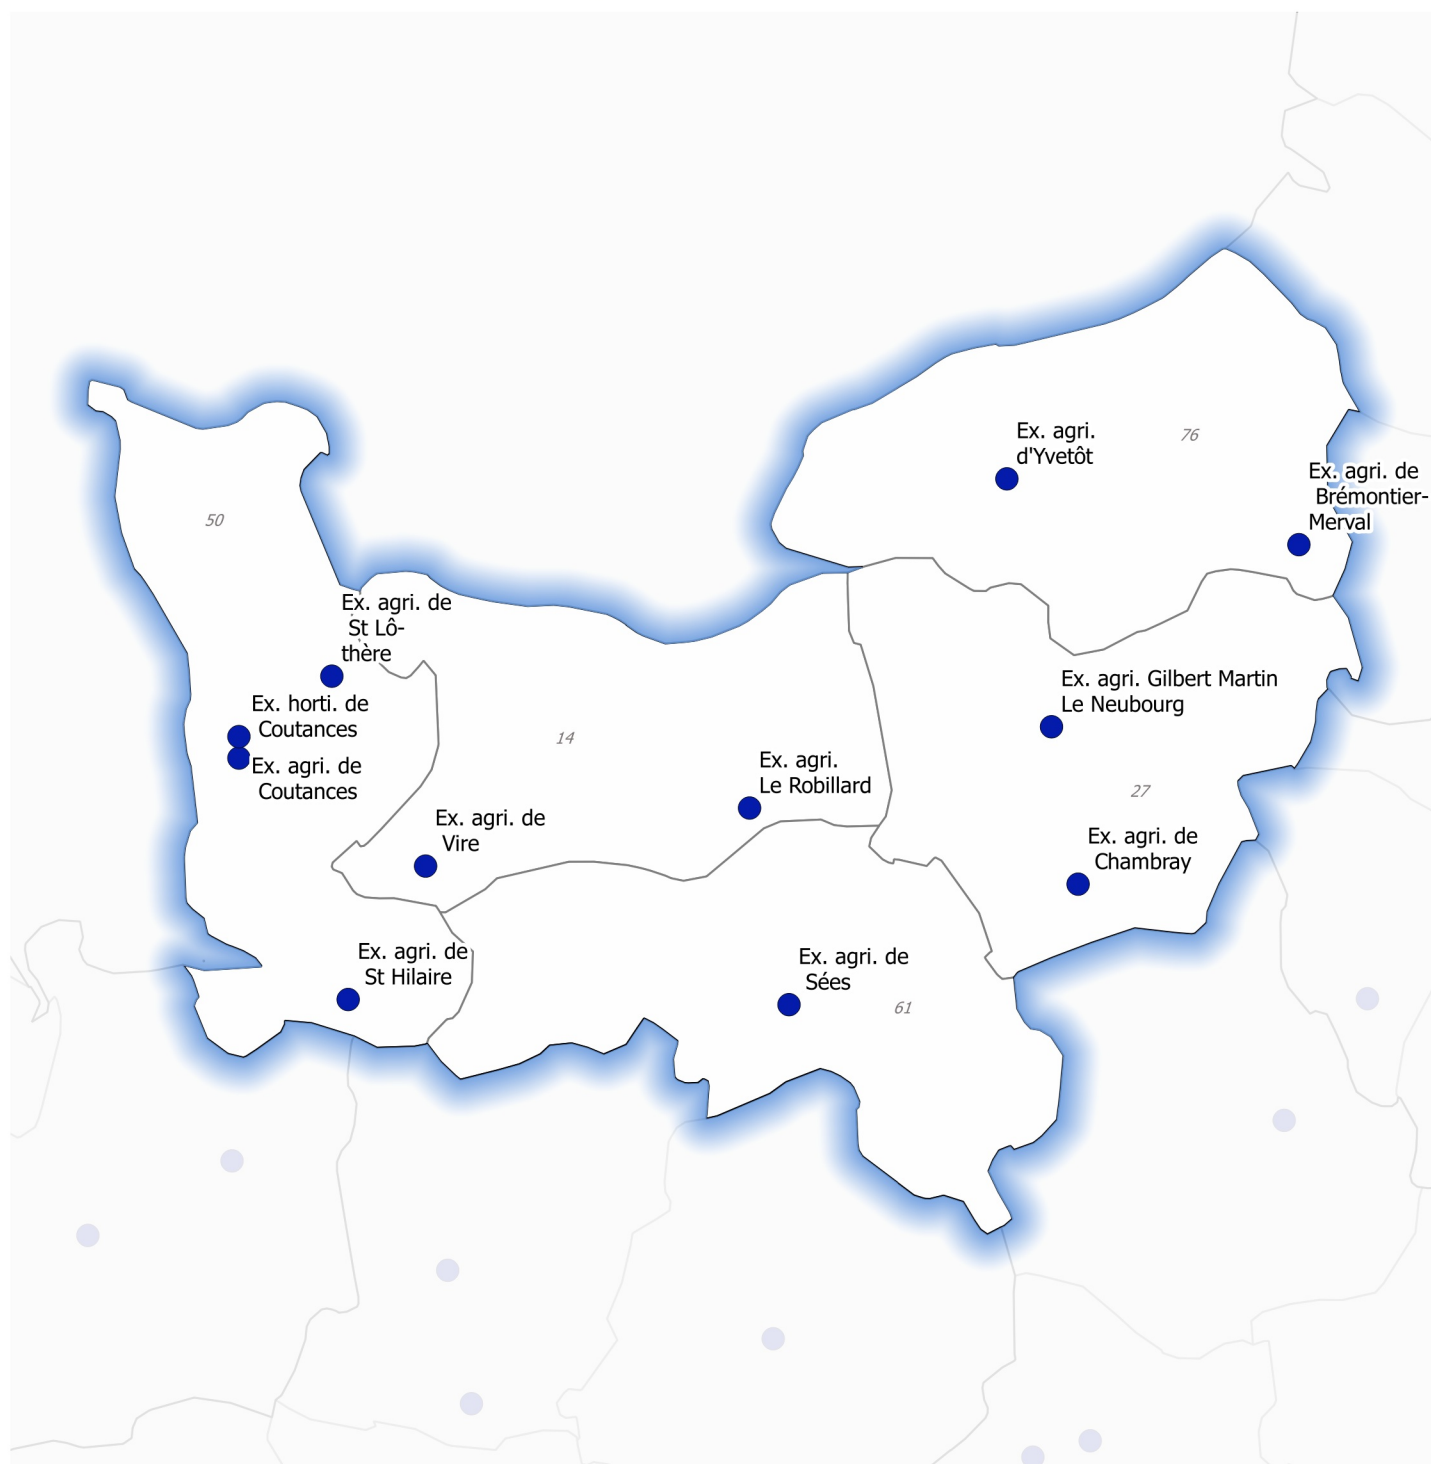 Ex. agri.
d'Yvetôt
76
Ex. agri. de
Brémontier-
Merval
50
Ex. agri. de
St Lô-
thère
Ex. horti. de
Coutances
Ex. agri. de
Coutances
14
Ex. agri. Gilbert Martin
Le Neubourg
Ex. agri.
Le Robillard
27
Ex. agri. de
Vire
Ex. agri. de
Chambray
Ex. agri. de
St Hilaire
Ex. agri. de
Sées
61